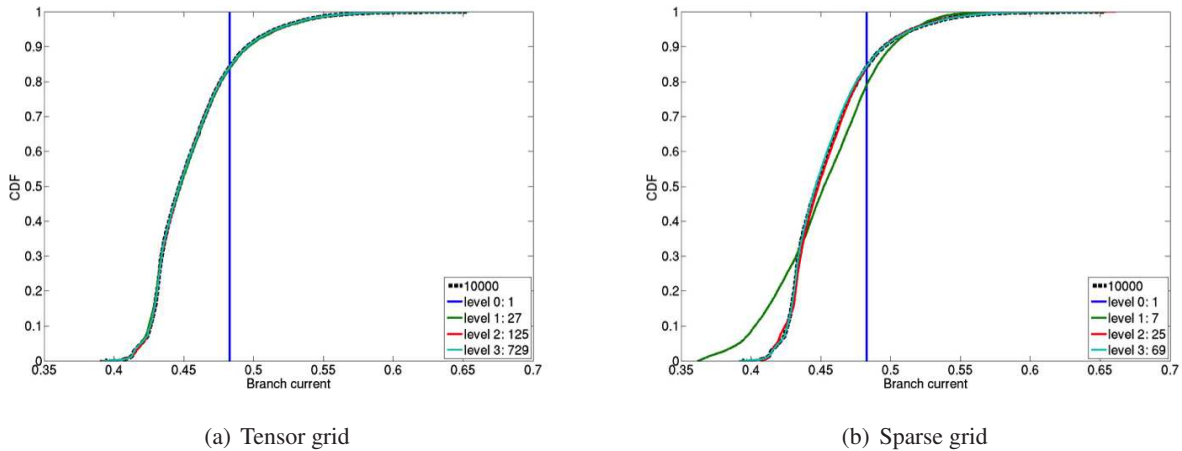 1
0.9
0.8
0.7
0.6
0.5
0.4
0.3
0.2
0.1
0
CDF
0.35 0.4 0.45 0.5 0.55 0.6 0.65 0.7
Branch current
10000
level 0: 1
level 1: 27
level 2: 125
level 3: 729
(a) Tensor grid
1
0.9
0.8
0.7
0.6
0.5
0.4
0.3
0.2
0.1
0
CDF
0.35 0.4 0.45 0.5 0.55 0.6 0.65 0.7
Branch current
10000
level 0: 1
level 1: 7
level 2: 25
level 3: 69
(b) Sparse grid